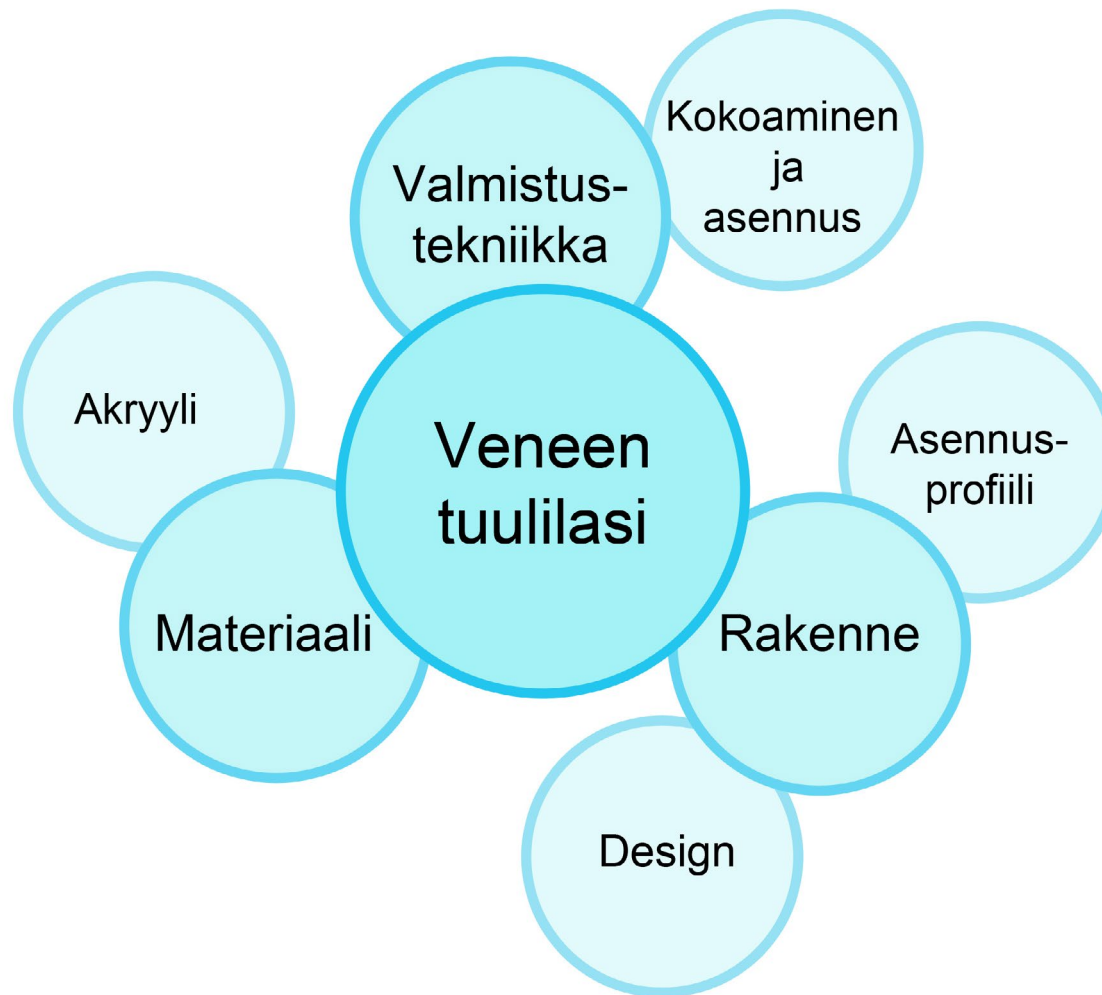 Kokoaminen
ja
asennus
Valmistus-
tekniikka
Akryyli
Veneen
tuulilasi
Asennus-
profiili
Materiaali
Rakenne
Design